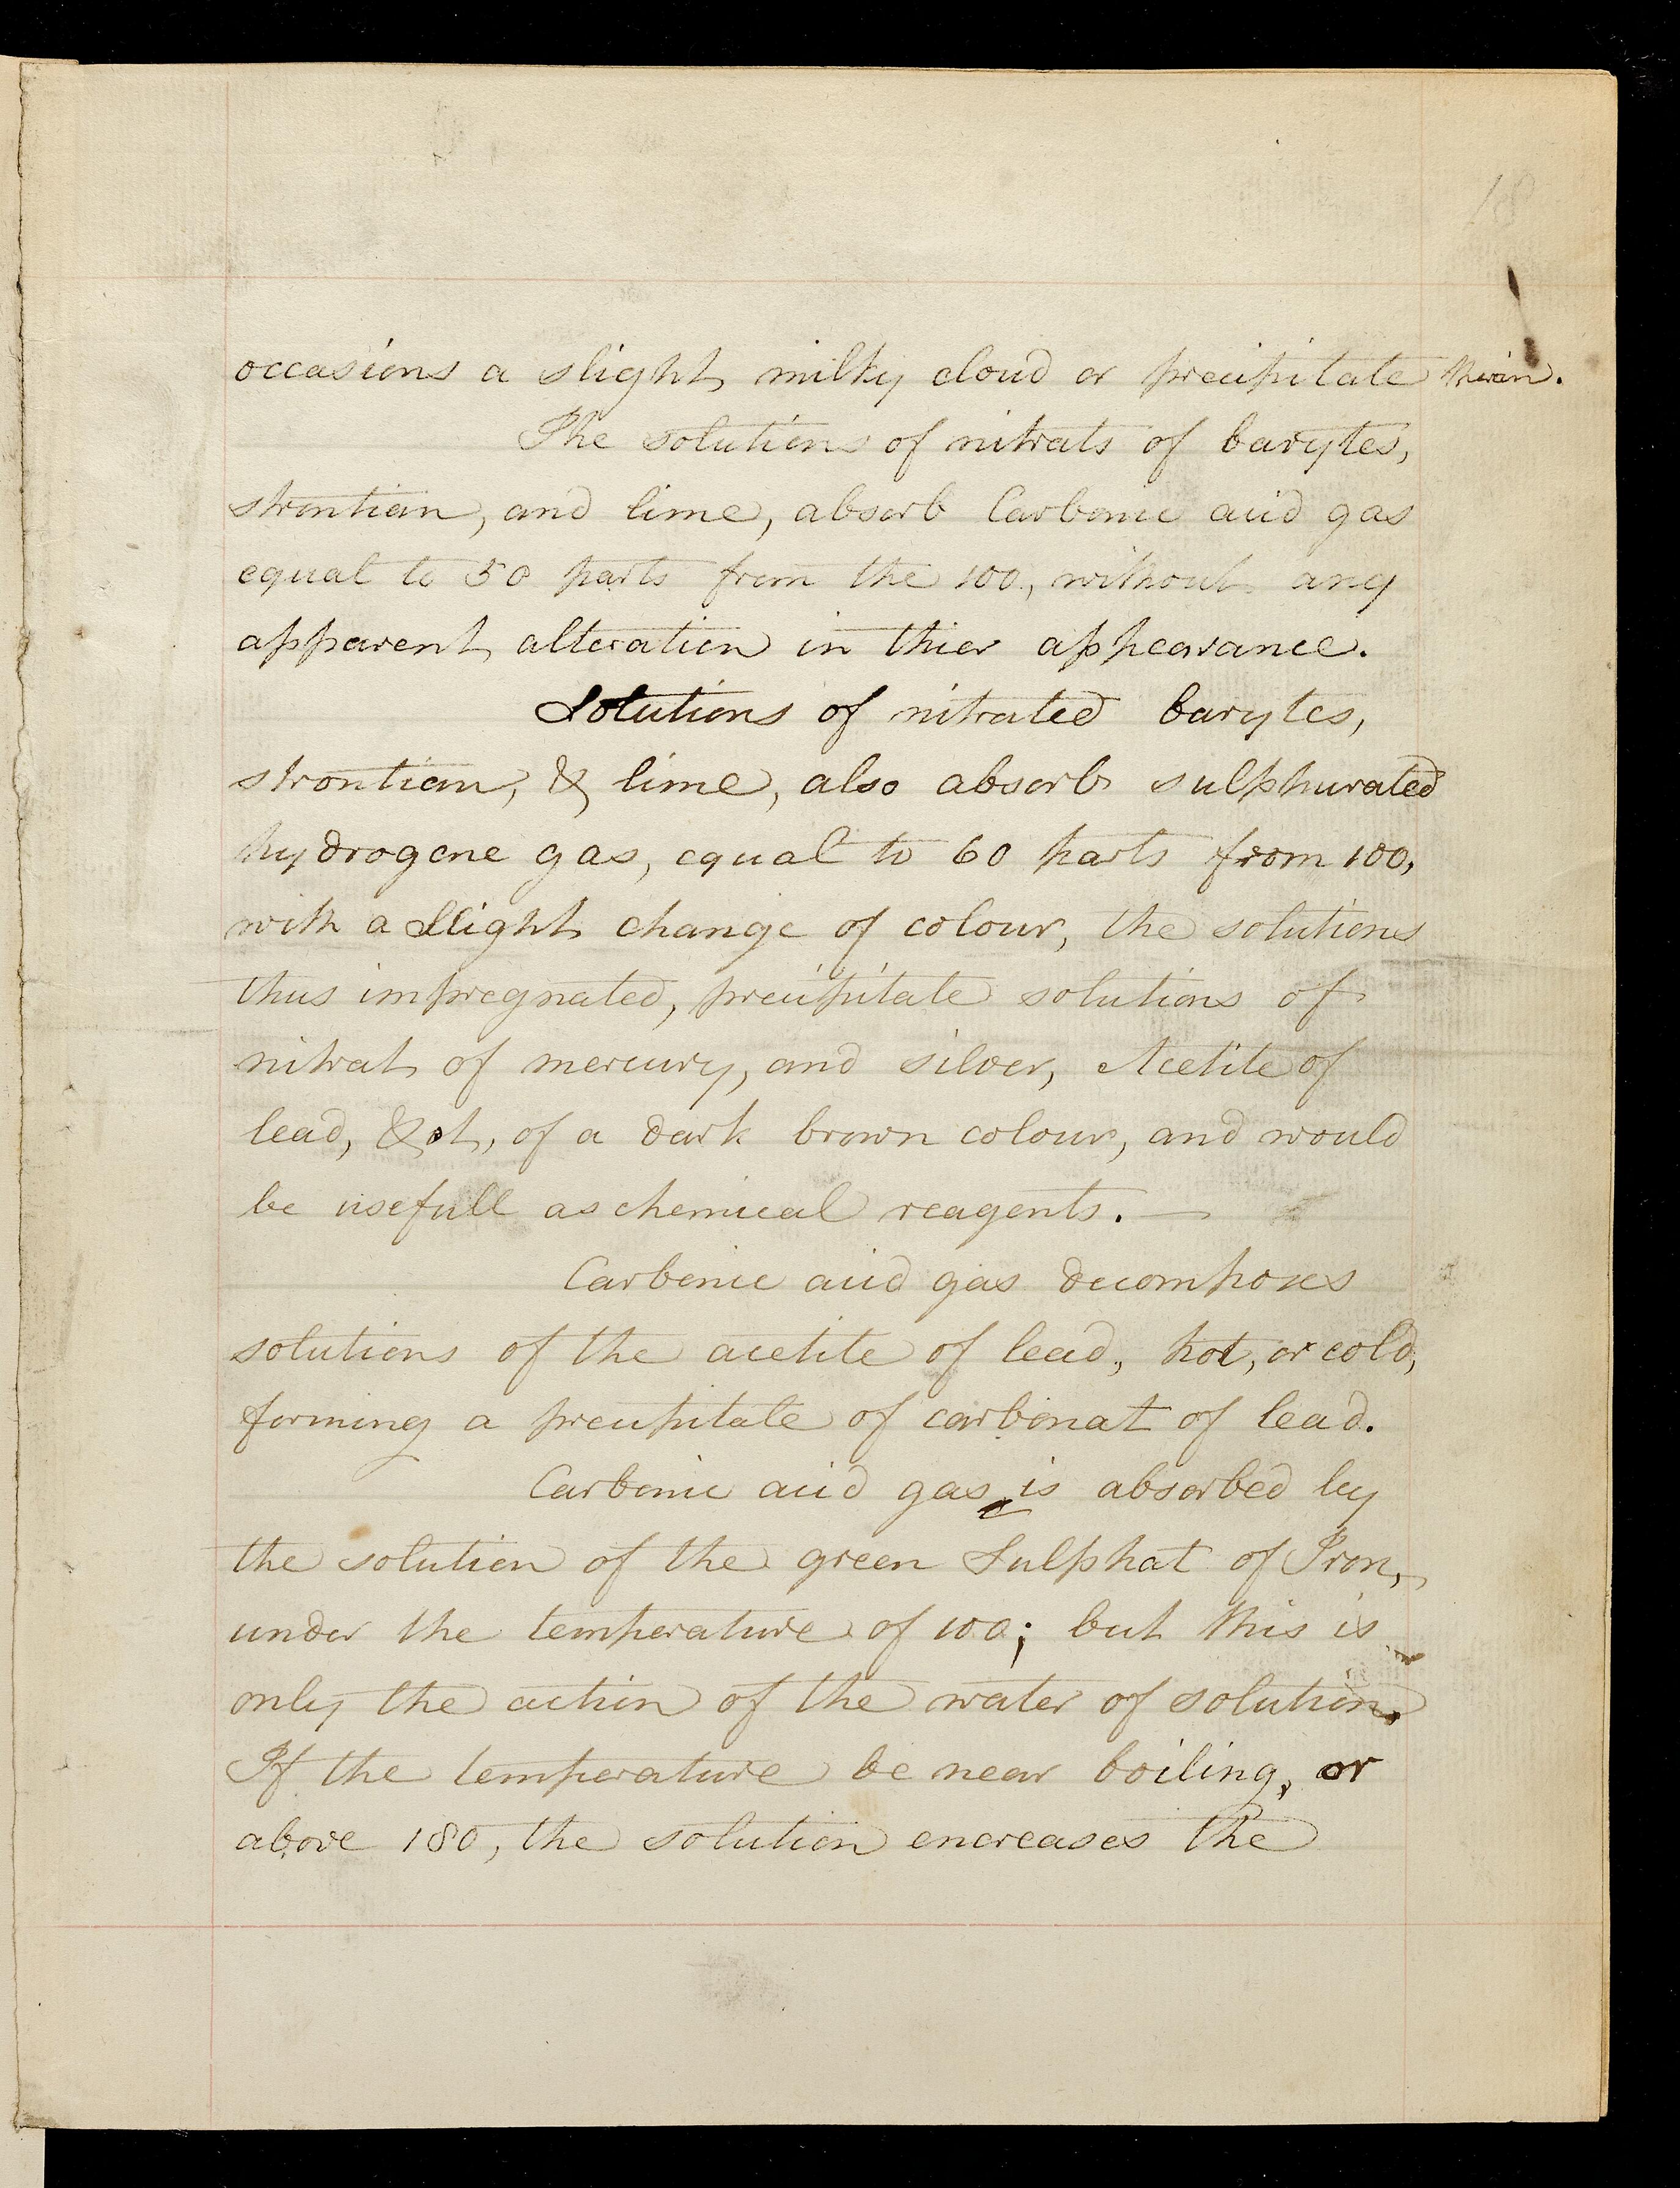 18
occasions a slight milky cloud or precipitate therin.
The solutions of nitrats of barytes,
strontian, and lime, absorb Carbonic acid gas
equal to 50 parts from the 100, without any
apparent alteration in thier appearance.
Solutions of nitrated barytes,
strontian, & lime, also absorb sulphurated
hydrogene gas, equal to 60 parts from 100,
with a slight change of colour, the solutions
thus impregnated, precipitate solutions of
nitrat of mercury, and silver, Acetite of
lead, &ct, of a dark brown colour, and would
be usefull as chemical reagents. —
Carbonic acid gas decomposes
solutions of the acetite of lead, hot, or cold,
forming a precipitate of carbonat of lead.
Carbonic acid gas is absorbed by
the solution of the green Sulphat of Iron,
under the temperature of 100; but this is
only the action of the water of solution.
If the temperature be near boiling, or
above 180, the solution encreases the